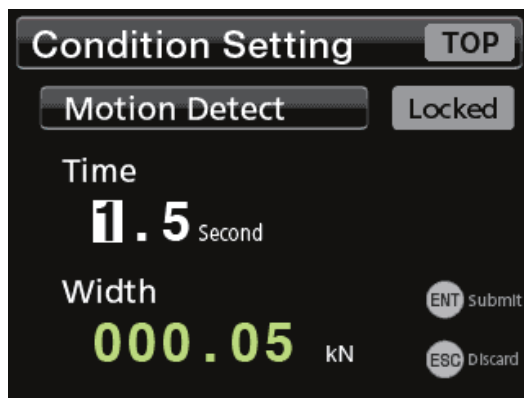 Condition Setting TOP
Motion Detect Locked
Time
1.5 Second
Width
000.05 kN
ENT Submit
ESC Discard